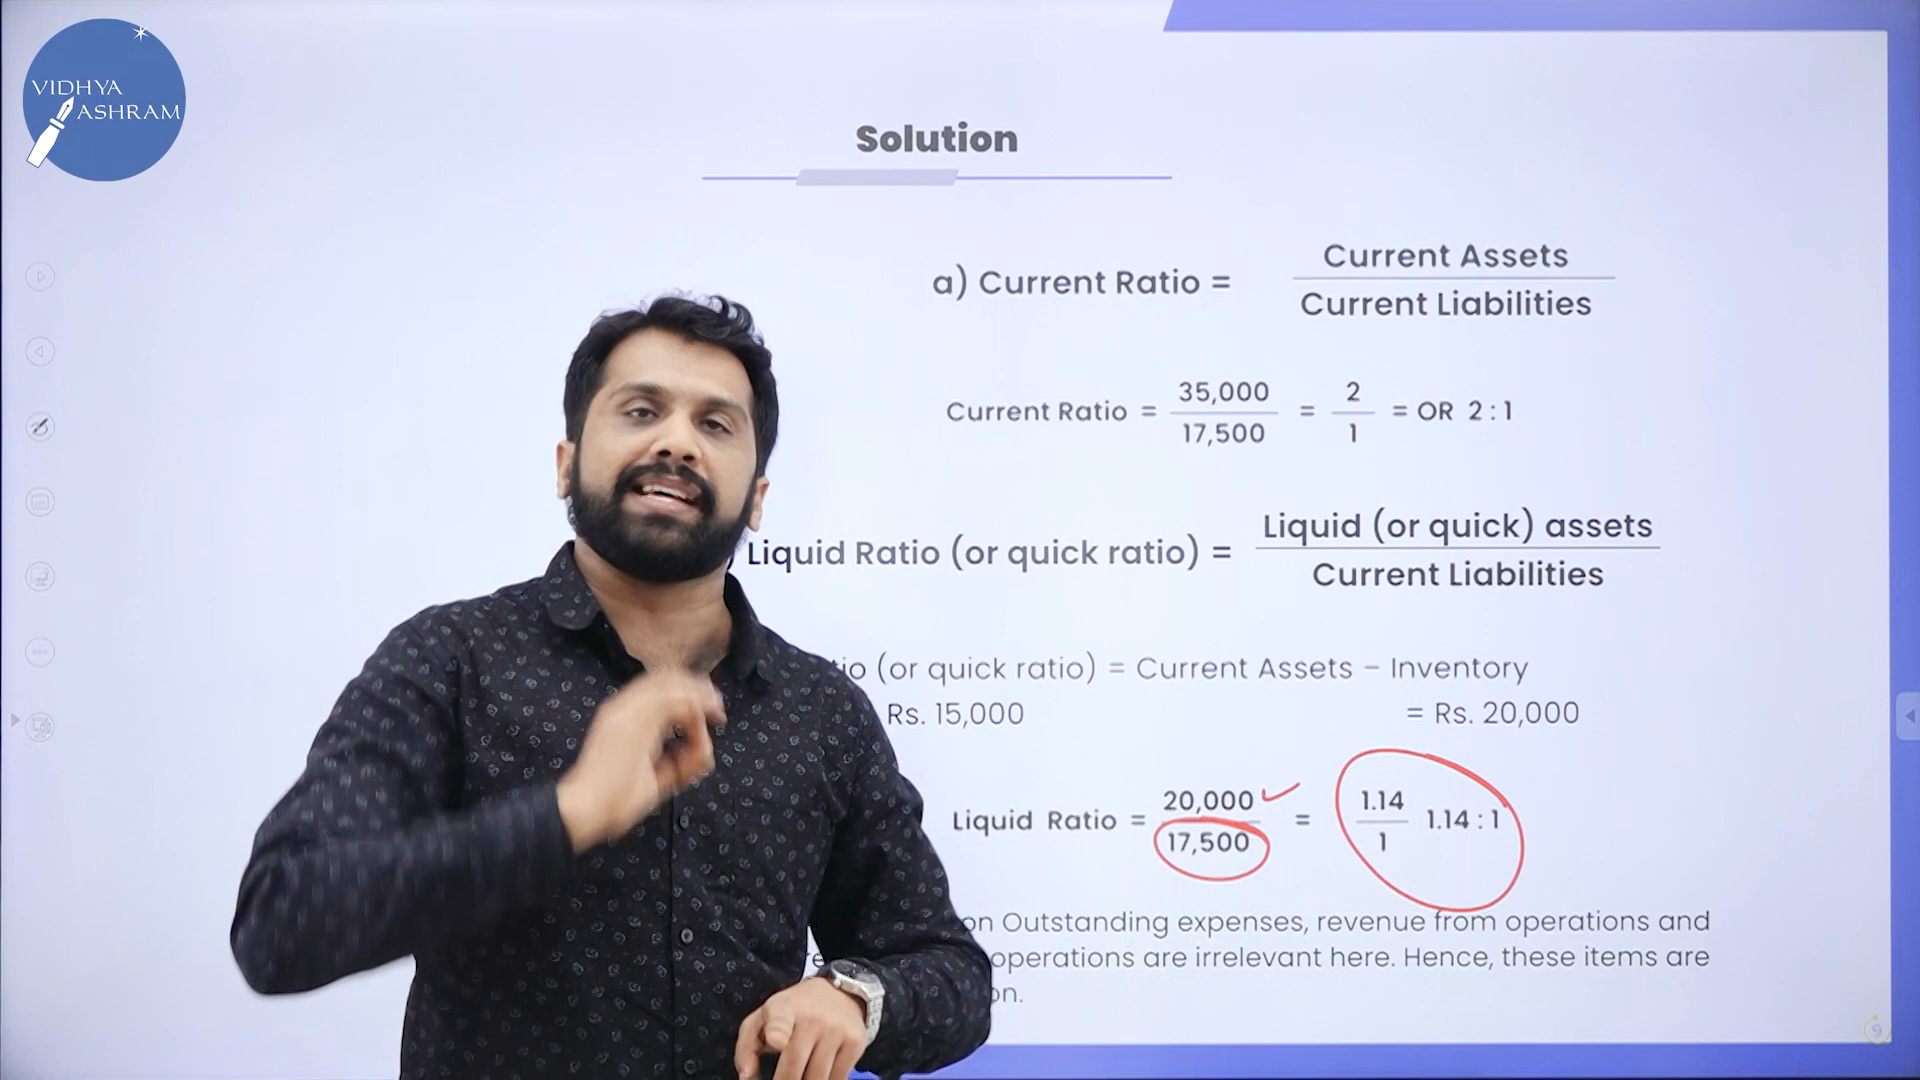 VIDHYA
ASHRAM
Solution
a) Current Ratio = Current Assets
Current Liabilities
Current Ratio = 35,000 = 2 = OR 2 : 1
17,500 1
Liquid Ratio (or quick ratio) = Liquid (or quick) assets
Current Liabilities
(or quick ratio) = Current Assets – Inventory
Rs. 15,000 = Rs. 20,000
Liquid Ratio = 20,000 = 1.14 1.14 : 1
17,500 1
on Outstanding expenses, revenue from operations and
operations are irrelevant here. Hence, these items are
9